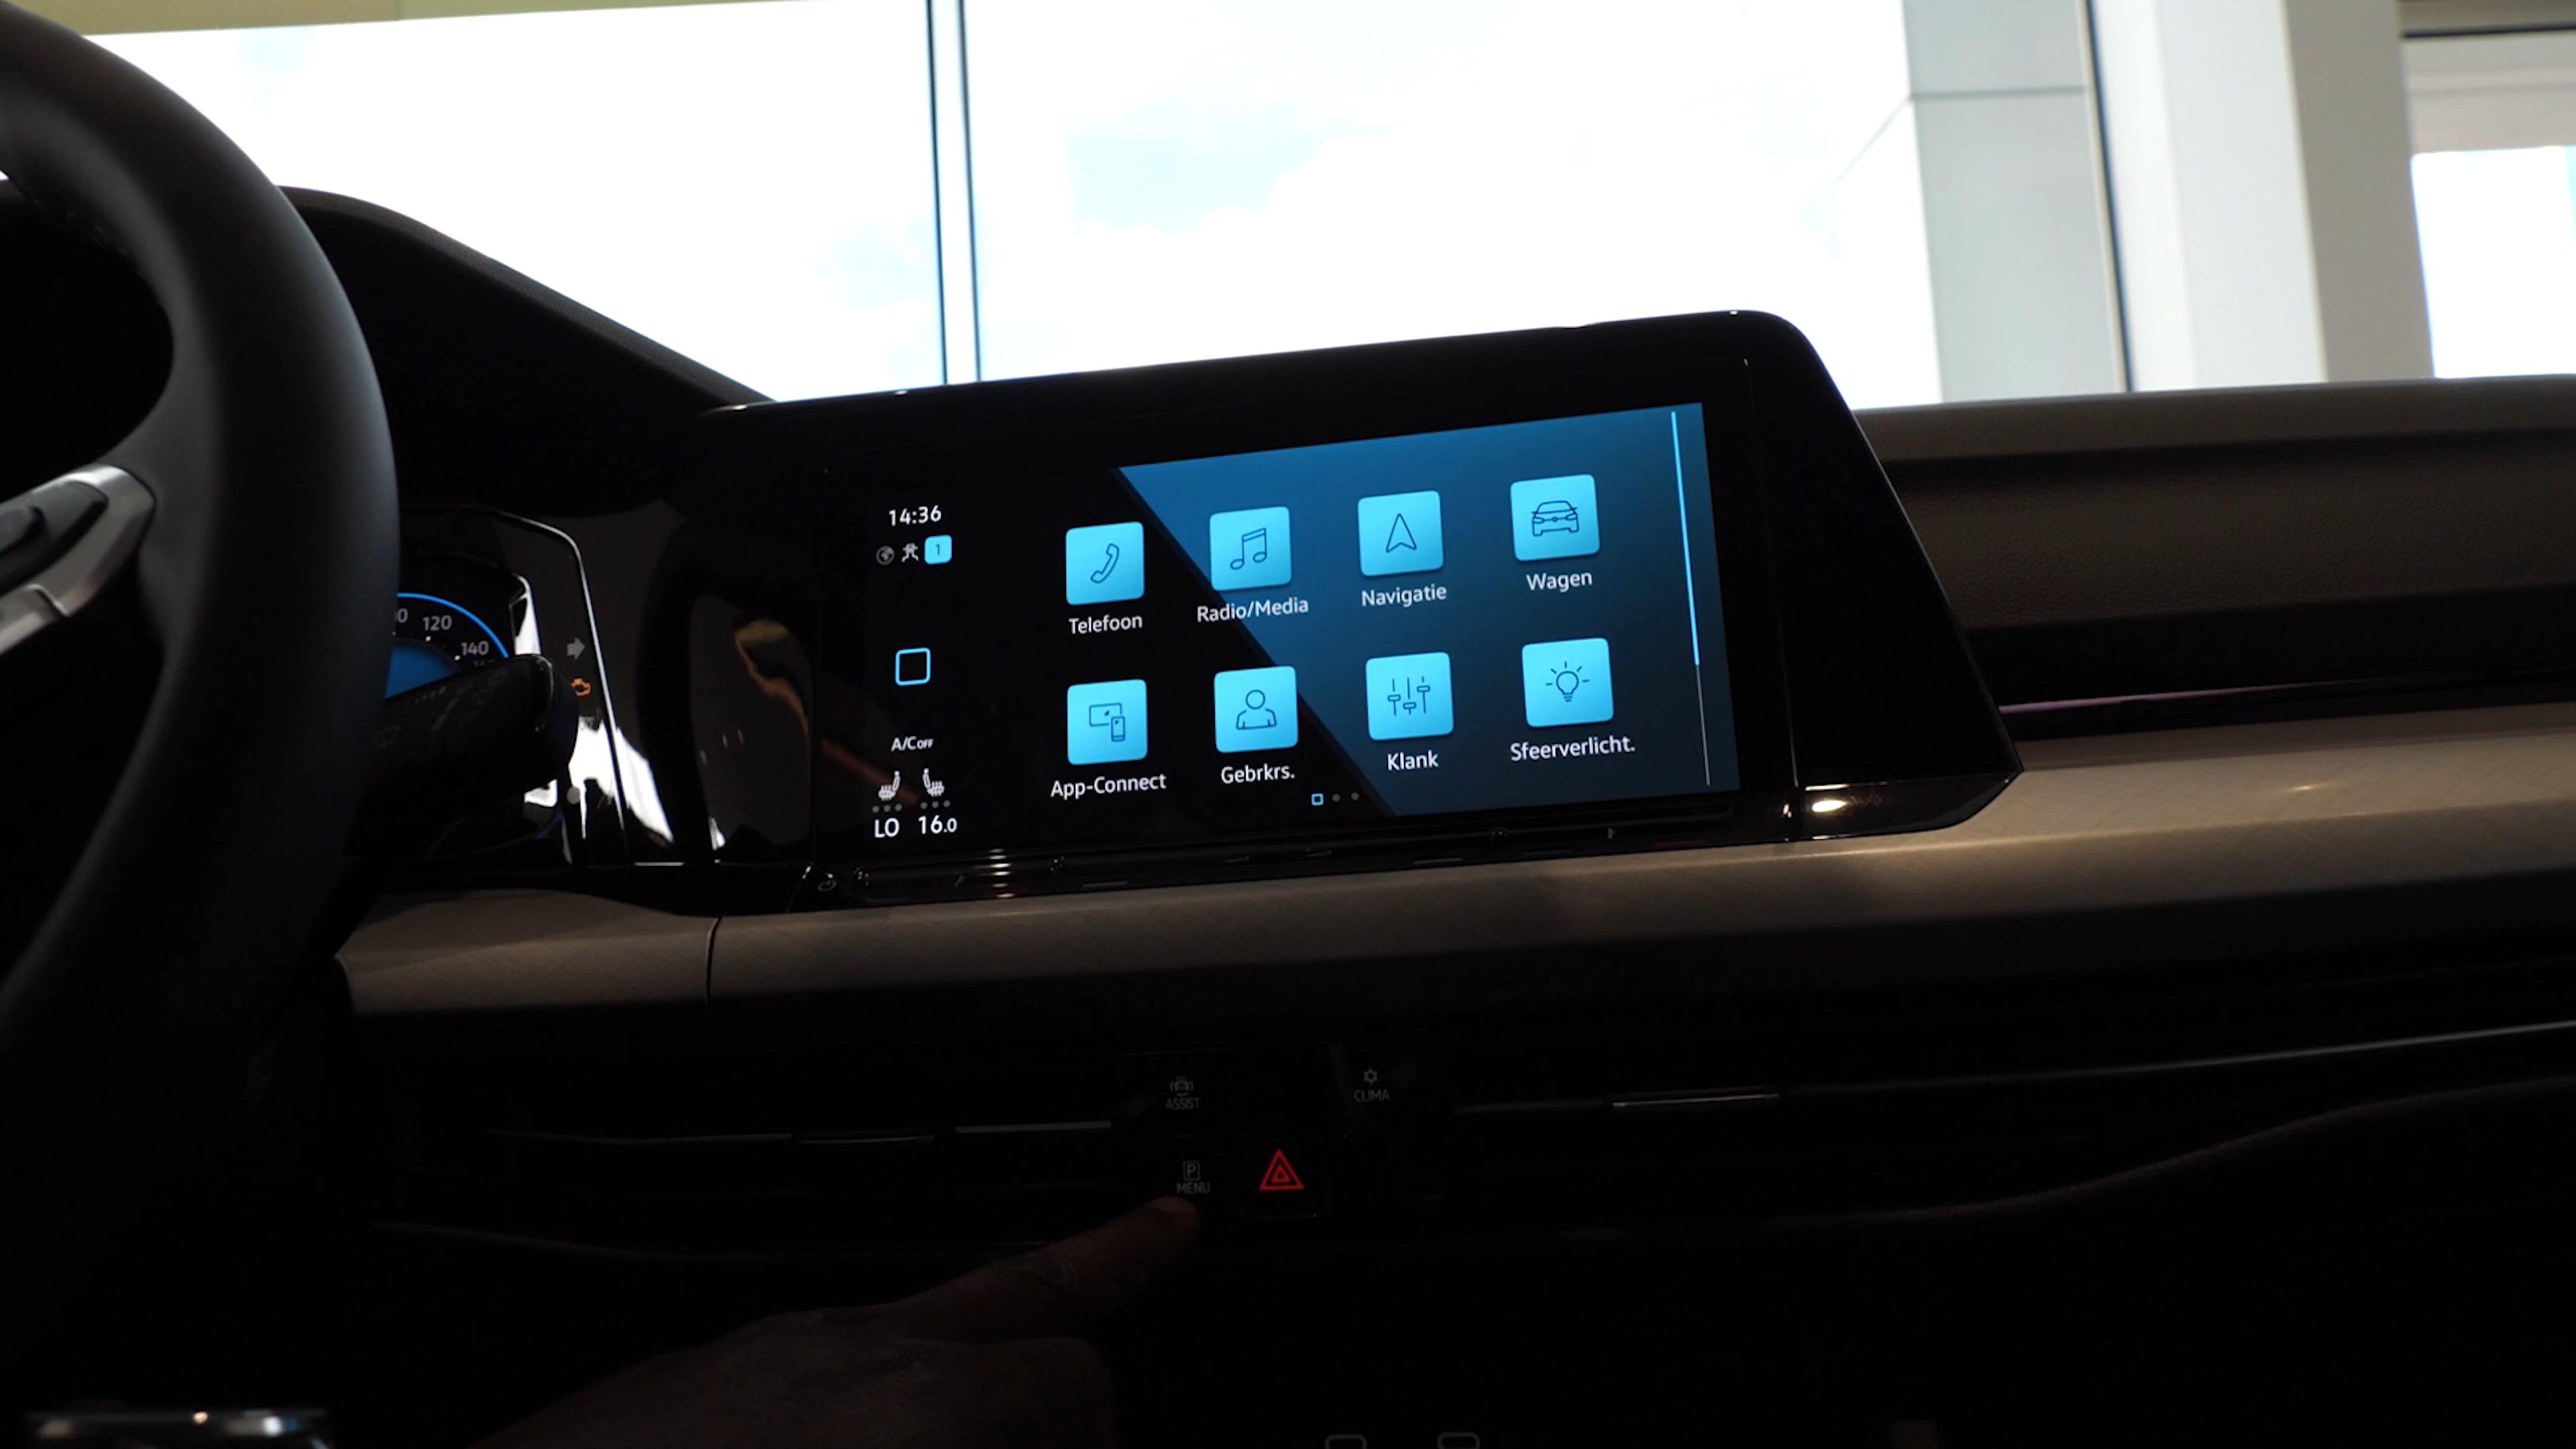 14:36
1
Telefoon
Radio/Media
Navigatie
Wagen
App-Connect
Gebrkrs.
Klank
Sfeerverlicht.
A/C OFF
LO 16.0
120
140
ASSIST
CLIMA
P
MENU